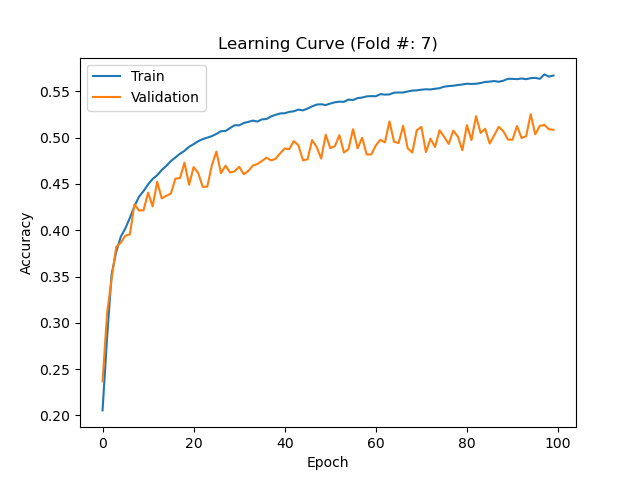 Learning Curve (Fold #: 7)
Train
Validation
Accuracy
0.55
0.50
0.45
0.40
0.35
0.30
0.25
0.20
0 20 40 60 80 100
Epoch